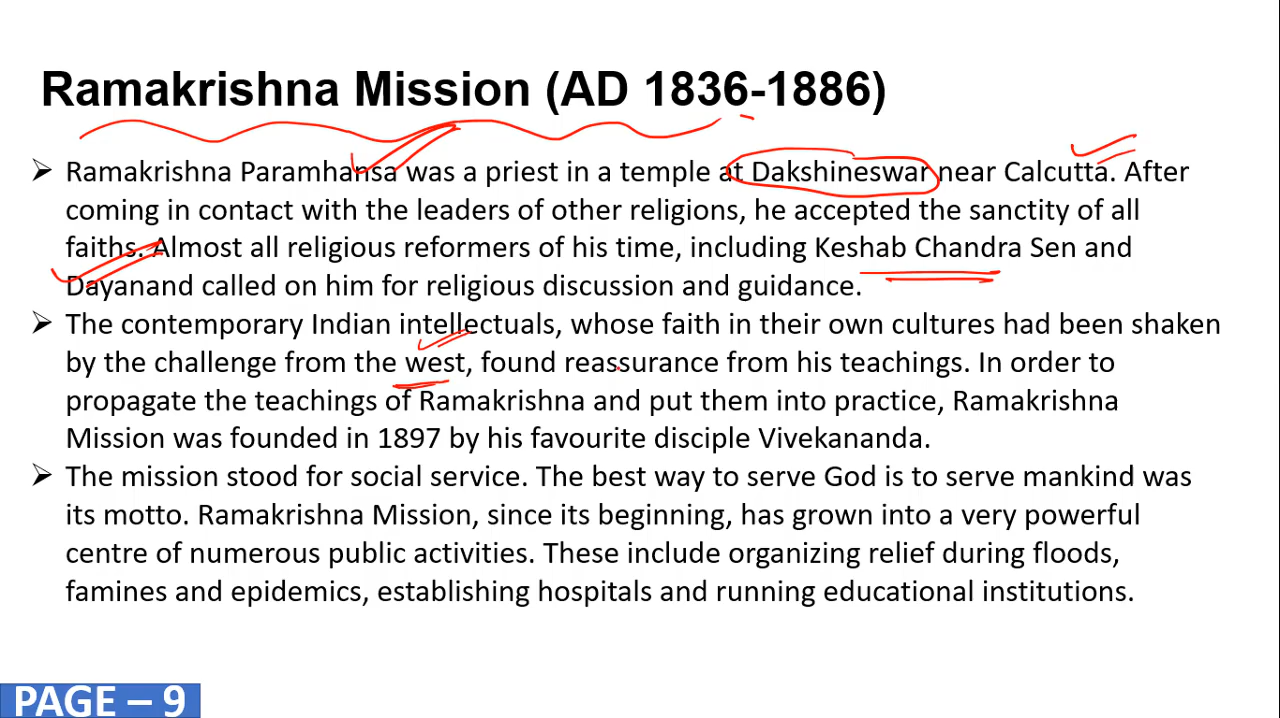 Ramakrishna Mission (AD 1836-1886)
➤ Ramakrishna Paramhansa was a priest in a temple at Dakshineswar near Calcutta. After
coming in contact with the leaders of other religions, he accepted the sanctity of all
faiths. Almost all religious reformers of his time, including Keshab Chandra Sen and
Dayanand called on him for religious discussion and guidance.
➤ The contemporary Indian intellectuals, whose faith in their own cultures had been shaken
by the challenge from the west, found reassurance from his teachings. In order to
propagate the teachings of Ramakrishna and put them into practice, Ramakrishna
Mission was founded in 1897 by his favourite disciple Vivekananda.
➤ The mission stood for social service. The best way to serve God is to serve mankind was
its motto. Ramakrishna Mission, since its beginning, has grown into a very powerful
centre of numerous public activities. These include organizing relief during floods,
famines and epidemics, establishing hospitals and running educational institutions.
PAGE – 9